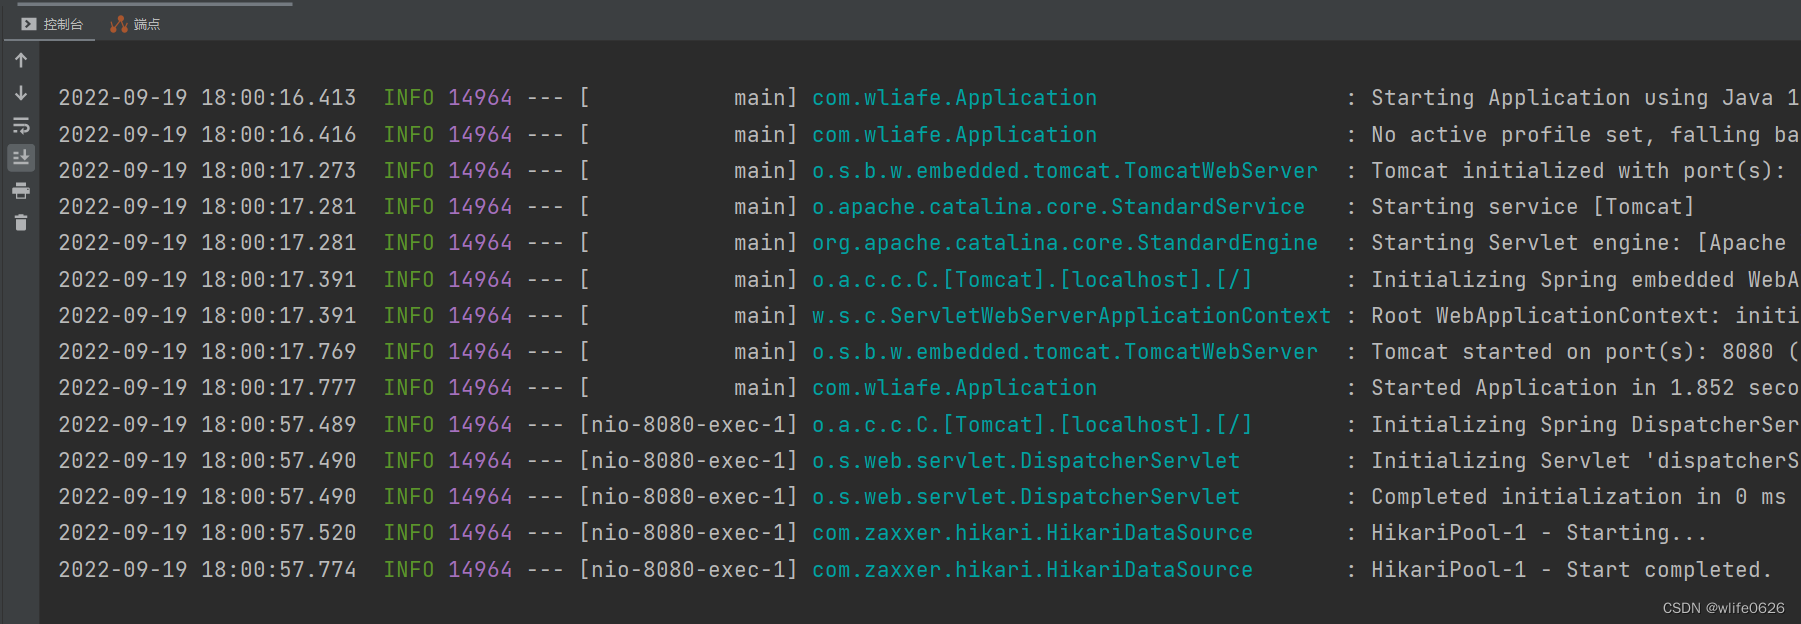 控制台 端点
2022-09-19 18:00:16.413  INFO 14964 --- [           main] com.wliafe.Application                   : Starting Application using Java 1
2022-09-19 18:00:16.416  INFO 14964 --- [           main] com.wliafe.Application                   : No active profile set, falling ba
2022-09-19 18:00:17.273  INFO 14964 --- [           main] o.s.b.w.embedded.tomcat.TomcatWebServer  : Tomcat initialized with port(s):
2022-09-19 18:00:17.281  INFO 14964 --- [           main] o.apache.catalina.core.StandardService   : Starting service [Tomcat]
2022-09-19 18:00:17.281  INFO 14964 --- [           main] org.apache.catalina.core.StandardEngine  : Starting Servlet engine: [Apache
2022-09-19 18:00:17.391  INFO 14964 --- [           main] o.a.c.c.C.[Tomcat].[localhost].[/]       : Initializing Spring embedded WebA
2022-09-19 18:00:17.391  INFO 14964 --- [           main] w.s.c.ServletWebServerApplicationContext : Root WebApplicationContext: initi
2022-09-19 18:00:17.769  INFO 14964 --- [           main] o.s.b.w.embedded.tomcat.TomcatWebServer  : Tomcat started on port(s): 8080 (
2022-09-19 18:00:17.777  INFO 14964 --- [           main] com.wliafe.Application                   : Started Application in 1.852 seco
2022-09-19 18:00:57.489  INFO 14964 --- [nio-8080-exec-1] o.a.c.c.C.[Tomcat].[localhost].[/]       : Initializing Spring DispatcherSer
2022-09-19 18:00:57.490  INFO 14964 --- [nio-8080-exec-1] o.s.web.servlet.DispatcherServlet        : Initializing Servlet 'dispatcherS
2022-09-19 18:00:57.490  INFO 14964 --- [nio-8080-exec-1] o.s.web.servlet.DispatcherServlet        : Completed initialization in 0 ms
2022-09-19 18:00:57.520  INFO 14964 --- [nio-8080-exec-1] com.zaxxer.hikari.HikariDataSource       : HikariPool-1 - Starting...
2022-09-19 18:00:57.774  INFO 14964 --- [nio-8080-exec-1] com.zaxxer.hikari.HikariDataSource       : HikariPool-1 - Start completed.
CSDN @wlife0626